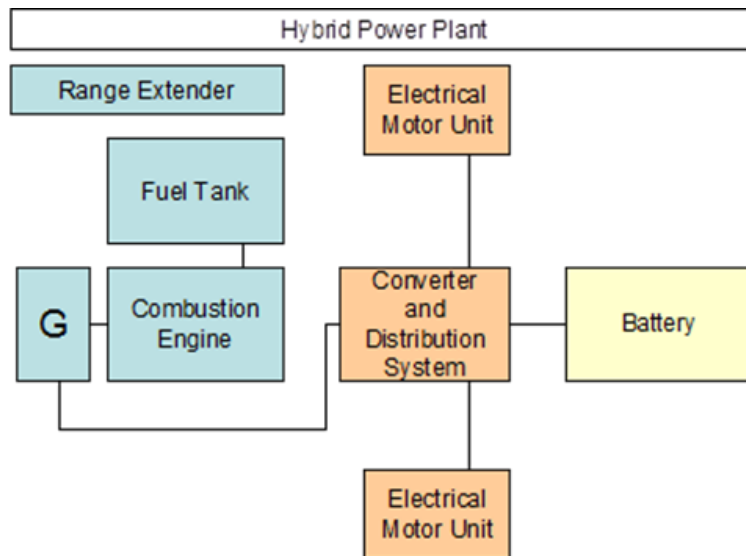 Hybrid Power Plant
Range Extender
Electrical
Motor Unit
Fuel Tank
G
Combustion
Engine
Converter
and
Distribution
System
Battery
Electrical
Motor Unit